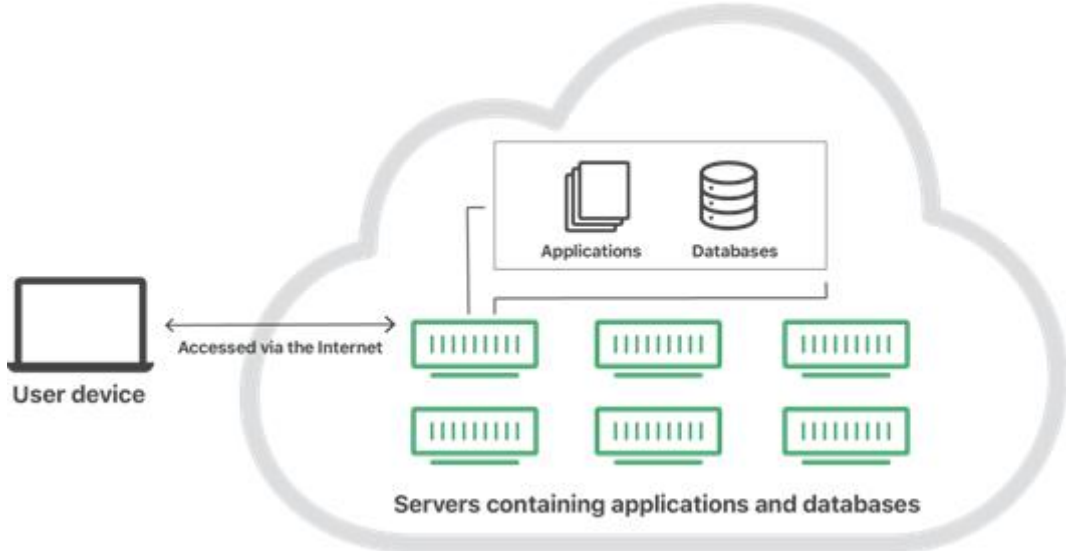 Applications
Databases
Accessed via the Internet
User device
Servers containing applications and databases